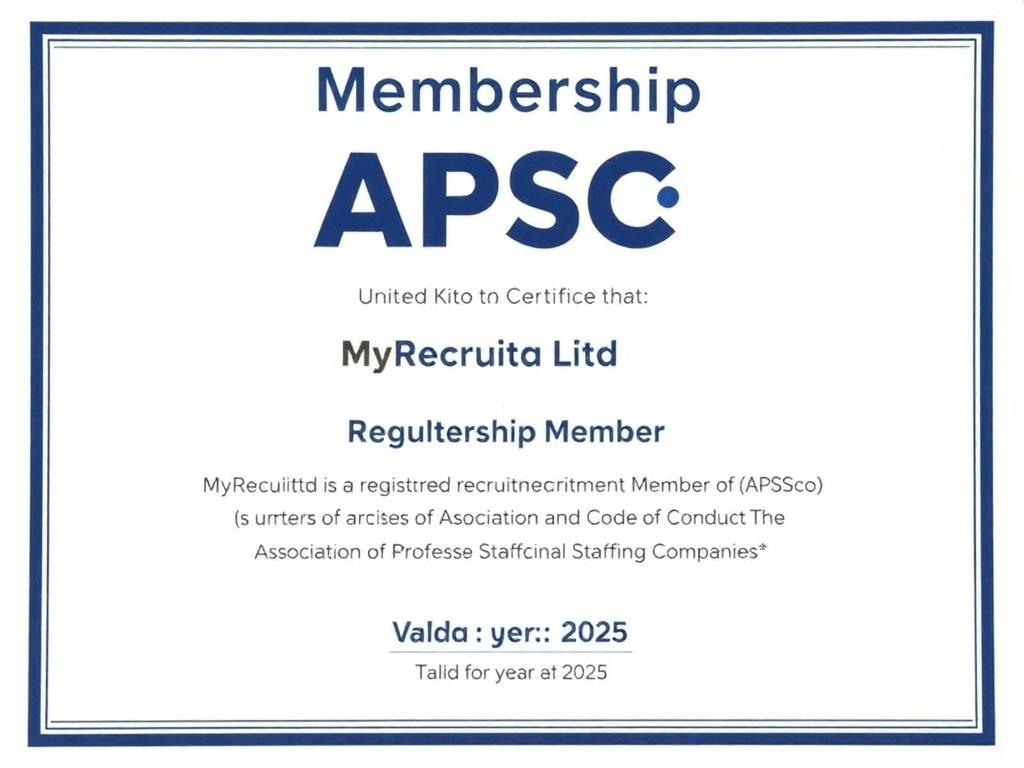 Membership
APSC
United Kito tn Certifice that:
MyRecruita Litd
Regultership Member
MyRecuiittd is a registtred recruitnecritment Member of (APSSco)
(s urrters of arcises of Asociation and Code of Conduct The
Association of Professe Staffcinal Staffing Companies*
Valda : yer:: 2025
Talid for year at 2025